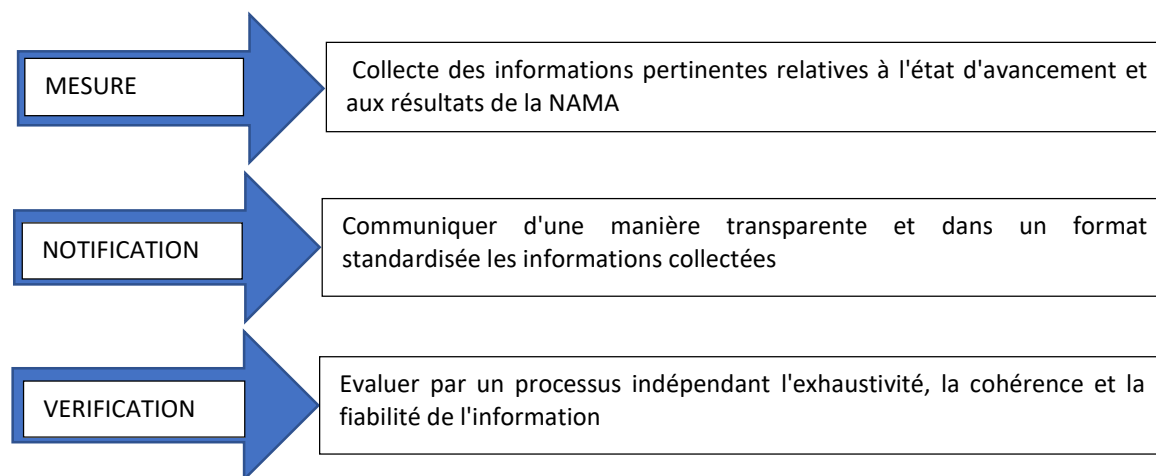 MESURE
Collecte des informations pertinentes relatives à l'état d'avancement et
aux résultats de la NAMA
NOTIFICATION
Communiquer d'une manière transparente et dans un format
standardisée les informations collectées
VERIFICATION
Evaluer par un processus indépendant l'exhaustivité, la cohérence et la
fiabilité de l'information